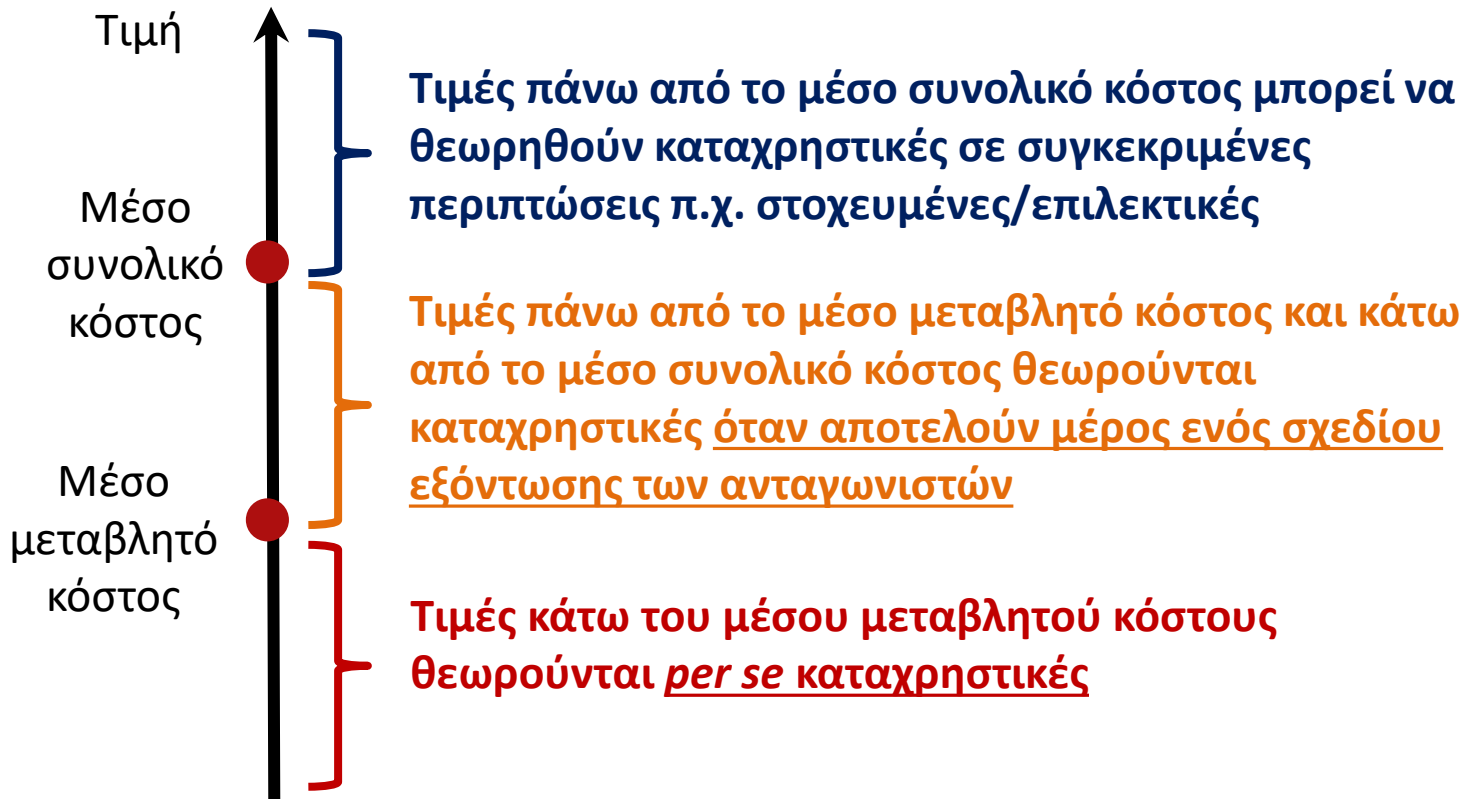 Τιμή
Τιμές πάνω από το μέσο συνολικό κόστος μπορεί να
θεωρηθούν καταχρηστικές σε συγκεκριμένες
περιπτώσεις π.χ. στοχευμένες/επιλεκτικές
Μέσο
συνολικό
κόστος
Τιμές πάνω από το μέσο μεταβλητό κόστος και κάτω
από το μέσο συνολικό κόστος θεωρούνται
καταχρηστικές όταν αποτελούν μέρος ενός σχεδίου
εξόντωσης των ανταγωνιστών
Μέσο
μεταβλητό
κόστος
Τιμές κάτω του μέσου μεταβλητού κόστους
θεωρούνται per se καταχρηστικές